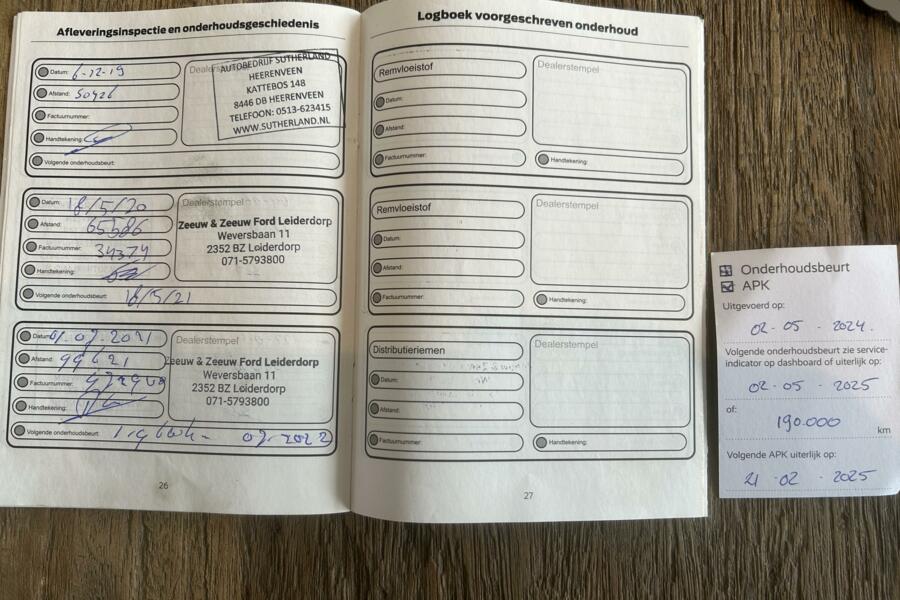 Afleveringsinspectie en onderhoudsgeschiedenis
Datum: 6-12-19
Dealerstempel
AUTOBEDRIJF SUTHERLAND
HEERENVEEN
KATTEBOS 148
8446 DB HEERENVEEN
TELEFOON: 0513-623415
WWW.SUTHERLAND.NL
Afstand: 50926
Factuurnummer:
Handtekening:
Volgende onderhoudsbeurt:
Datum: 18/5/20
Dealerstempel
Zeeuw & Zeeuw Ford Leiderdorp
Weversbaan 11
2352 BZ Leiderdorp
071-5793800
Afstand: 65586
Factuurnummer: 34374
Handtekening:
Volgende onderhoudsbeurt: 18/5/21
Datum: 01.07.2021
Dealerstempel
Zeeuw & Zeeuw Ford Leiderdorp
Weversbaan 11
2352 BZ Leiderdorp
071-5793800
Afstand: 99621
Factuurnummer:
Handtekening:
Volgende onderhoudsbeurt: 07.2022
26
Logboek voorgeschreven onderhoud
Remvloeistof
Dealerstempel
Datum:
Afstand:
Factuurnummer:
Handtekening:
Remvloeistof
Dealerstempel
Datum:
Afstand:
Factuurnummer:
Handtekening:
Distributieriemen
Dealerstempel
Datum:
Afstand:
Factuurnummer:
Handtekening:
27
Onderhoudsbeurt
APK
Uitgevoerd op:
02-05-2024.
Volgende onderhoudsbeurt zie service-
indicator op dashboard of uiterlijk op:
02-05-2025
of:
190.000
km
Volgende APK uiterlijk op:
21-02-2025